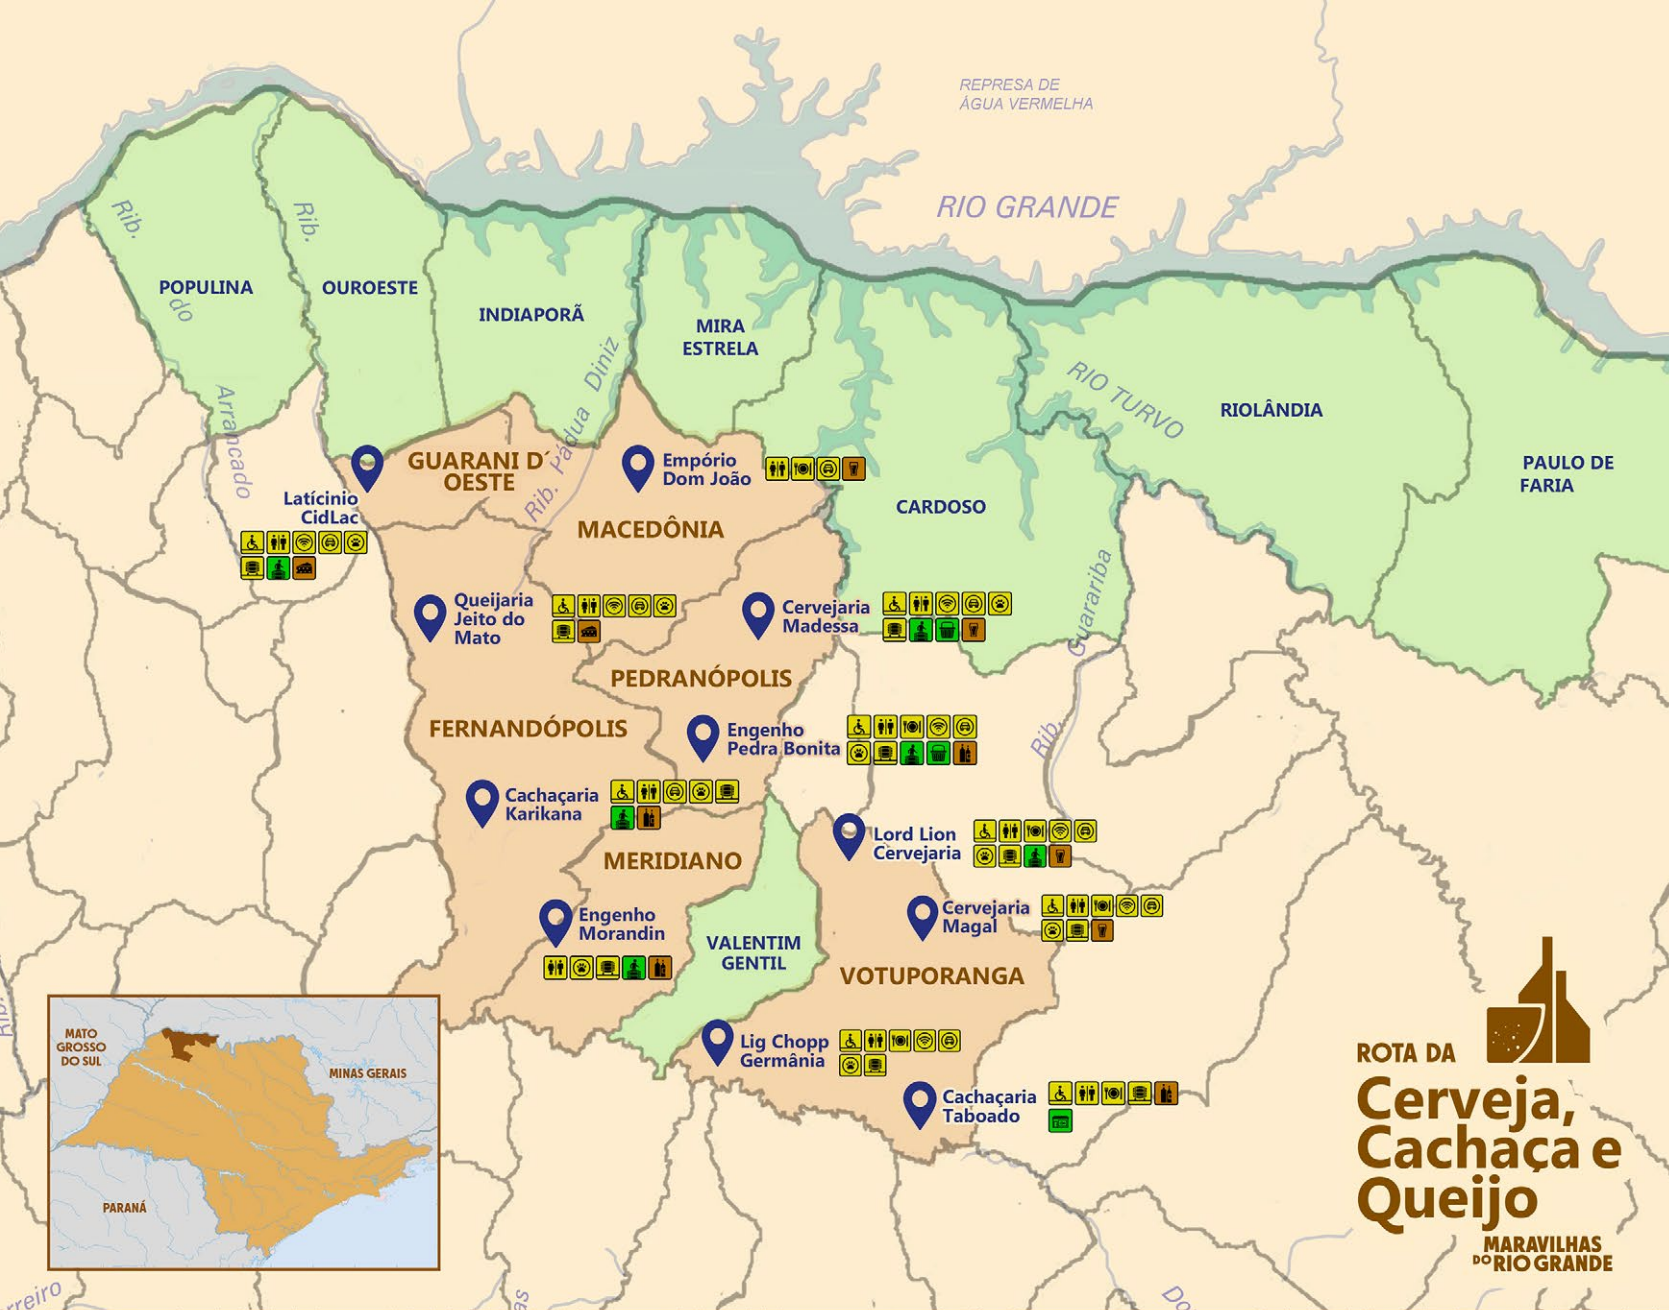 REPRESA DE
ÁGUA VERMELHA
RIO GRANDE
Rib.
do
Arrancado
Rib.
POPULINA
OUROESTE
INDIAPORÃ
MIRA
ESTRELA
Rib. Pádua Diniz
RIO TURVO
RIOLÂNDIA
PAULO DE
FARIA
CARDOSO
GUARANI D´
OESTE
Latícinio
CidLac
Empório
Dom João
MACEDÔNIA
Queijaria
Jeito do
Mato
Cervejaria
Madessa
Rib. Guarariba
PEDRANÓPOLIS
FERNANDÓPOLIS
Engenho
Pedra Bonita
Cachaçaria
Karikana
MERIDIANO
Lord Lion
Cervejaria
Engenho
Morandin
Cervejaria
Magal
VALENTIM
GENTIL
VOTUPORANGA
Lig Chopp
Germânia
Cachaçaria
Taboado
Rib.
MATO
GROSSO
DO SUL
MINAS GERAIS
PARANÁ
ROTA DA
Cerveja,
Cachaça e
Queijo
MARAVILHAS
DO RIO GRANDE